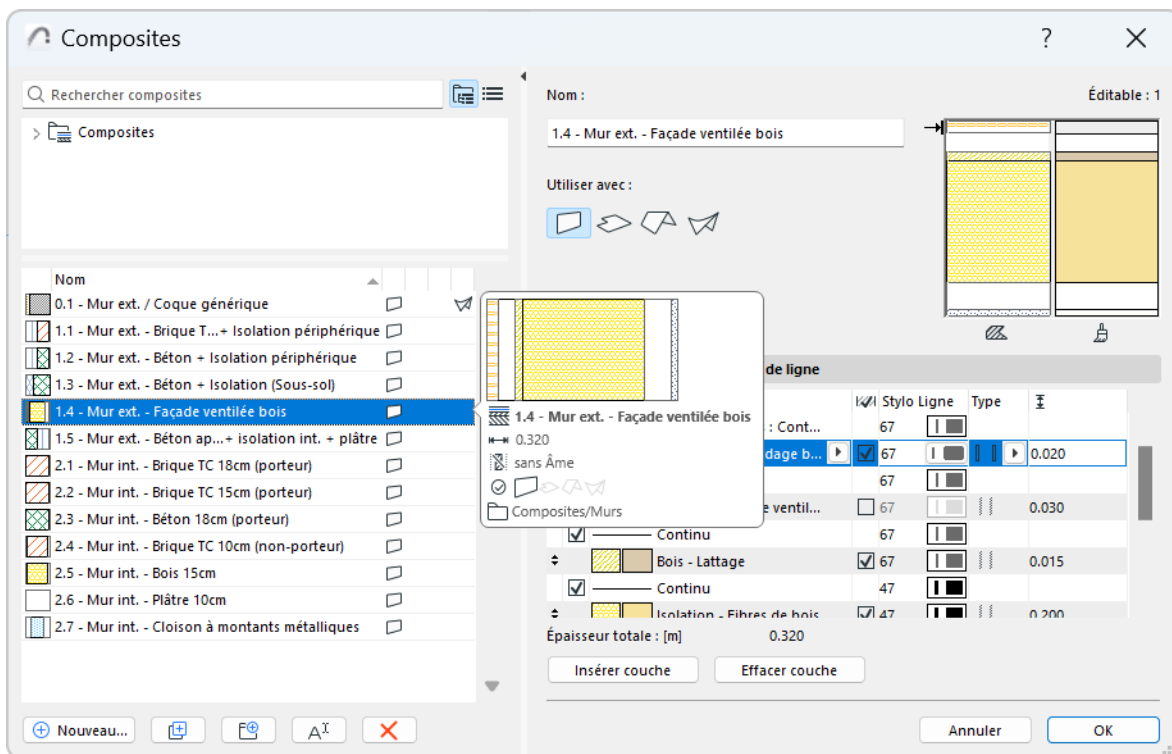 Composites
?
Rechercher composites
Composites
Nom
0.1 - Mur ext. / Coque générique
1.1 - Mur ext. - Brique T...+ Isolation périphérique
1.2 - Mur ext. - Béton + Isolation périphérique
1.3 - Mur ext. - Béton + Isolation (Sous-sol)
1.4 - Mur ext. - Façade ventilée bois
1.5 - Mur ext. - Béton ap...+ isolation int. + plâtre
2.1 - Mur int. - Brique TC 18cm (porteur)
2.2 - Mur int. - Brique TC 15cm (porteur)
2.3 - Mur int. - Béton 18cm (porteur)
2.4 - Mur int. - Brique TC 10cm (non-porteur)
2.5 - Mur int. - Bois 15cm
2.6 - Mur int. - Plâtre 10cm
2.7 - Mur int. - Cloison à montants métalliques
Nouveau...
1.4 - Mur ext. - Façade ventilée bois
0.320
sans Âme
Composites/Murs
Nom :
Éditable : 1
1.4 - Mur ext. - Façade ventilée bois
Utiliser avec :
de ligne
Stylo Ligne Type
: Cont... 67
dage b... 67 0.020
67
e ventil... 67 0.030
Continu 67
Bois - Lattage 67 0.015
Continu 47
Isolation - Fibres de bois 47 0.200
Épaisseur totale : [m] 0.320
Insérer couche
Effacer couche
Annuler
OK